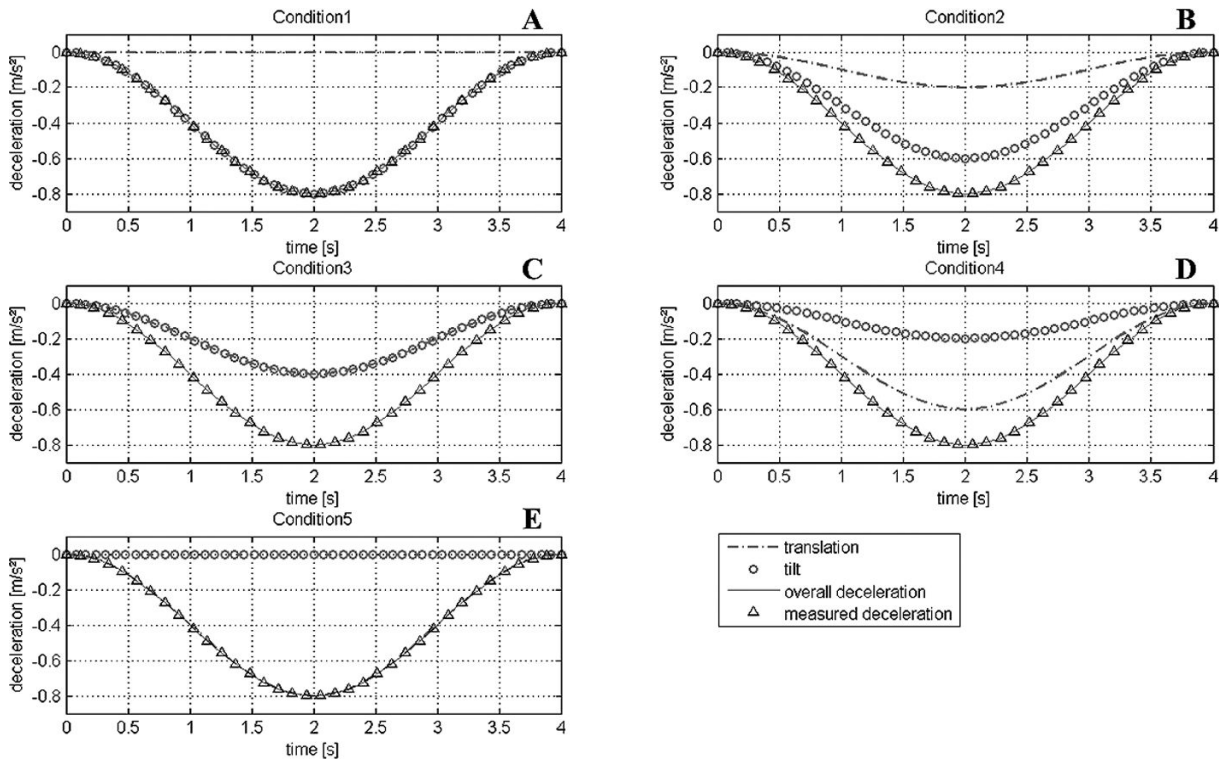 Condition1
A
deceleration [m/s²]
0
-0.2
-0.4
-0.6
-0.8
0 0.5 1 1.5 2 2.5 3 3.5 4
time [s]
Condition2
B
deceleration [m/s²]
0
-0.2
-0.4
-0.6
-0.8
0 0.5 1 1.5 2 2.5 3 3.5 4
time [s]
Condition3
C
deceleration [m/s²]
0
-0.2
-0.4
-0.6
-0.8
0 0.5 1 1.5 2 2.5 3 3.5 4
time [s]
Condition4
D
deceleration [m/s²]
0
-0.2
-0.4
-0.6
-0.8
0 0.5 1 1.5 2 2.5 3 3.5 4
time [s]
Condition5
E
deceleration [m/s²]
0
-0.2
-0.4
-0.6
-0.8
0 0.5 1 1.5 2 2.5 3 3.5 4
time [s]
translation
tilt
overall deceleration
measured deceleration